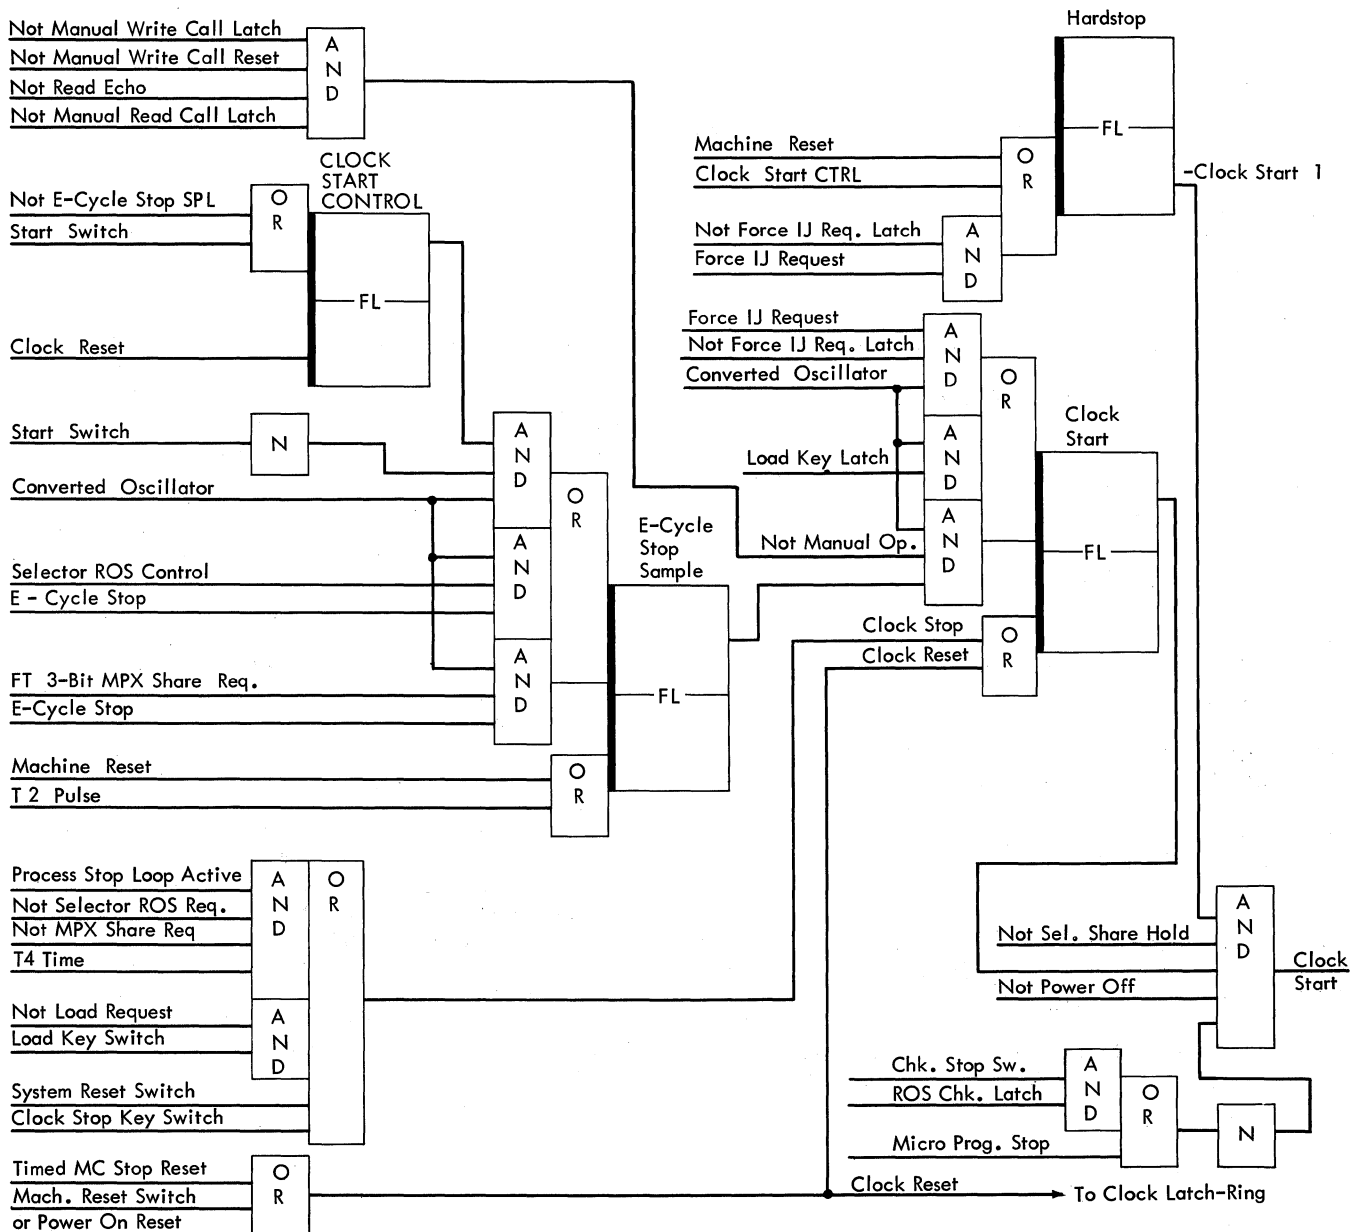 Not Manual Write Call Latch
Not Manual Write Call Reset
Not Read Echo
Not Manual Read Call Latch
AND
CLOCK
START
CONTROL
Not E-Cycle Stop SPL
Start Switch
OR
FL
Clock Reset
Start Switch
N
Converted Oscillator
AND
Selector ROS Control
E - Cycle Stop
AND
FT 3-Bit MPX Share Req.
E-Cycle Stop
AND
OR
Machine Reset
T 2 Pulse
OR
E-Cycle
Stop
Sample
FL
Process Stop Loop Active
Not Selector ROS Req.
Not MPX Share Req
T4 Time
AND
OR
Not Load Request
Load Key Switch
AND
System Reset Switch
Clock Stop Key Switch
Timed MC Stop Reset
Mach. Reset Switch
or Power On Reset
OR
Hardstop
Machine Reset
Clock Start CTRL
OR
Not Force IJ Req. Latch
Force IJ Request
AND
FL
-Clock Start 1
Force IJ Request
Not Force IJ Req. Latch
Converted Oscillator
AND
OR
Load Key Latch
AND
Not Manual Op.
AND
Clock
Start
FL
Clock Stop
Clock Reset
OR
Not Sel. Share Hold
Not Power Off
AND
Clock
Start
Chk. Stop Sw.
ROS Chk. Latch
AND
OR
Micro Prog. Stop
N
Clock Reset
To Clock Latch-Ring